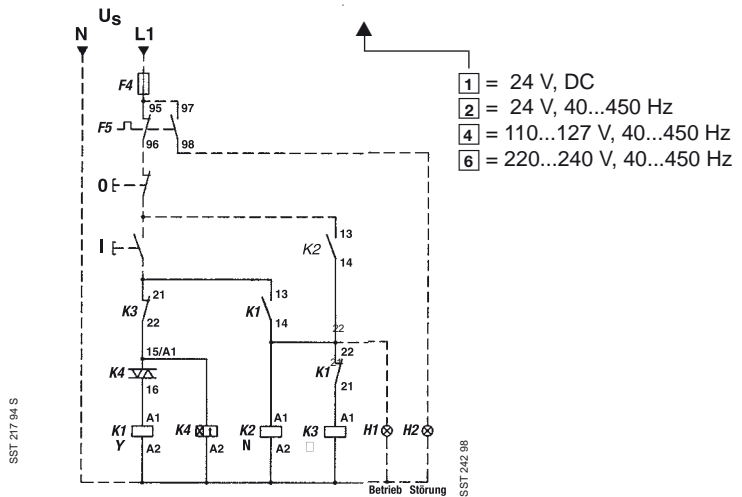 Us
N L1
F4
95 97
F5
96 98
0
I
13
K2
14
21 13
K3 K1
22 14
22
15/A1 22
K4 K1 21
16 21
A1 A1 A1
K1 K4 t K2 K3 H1 H2
Y A2 A2 N A2 A2
Betrieb Störung
1 = 24 V, DC
2 = 24 V, 40...450 Hz
4 = 110...127 V, 40...450 Hz
6 = 220...240 V, 40...450 Hz
SST 217 94 S
SST 242 98